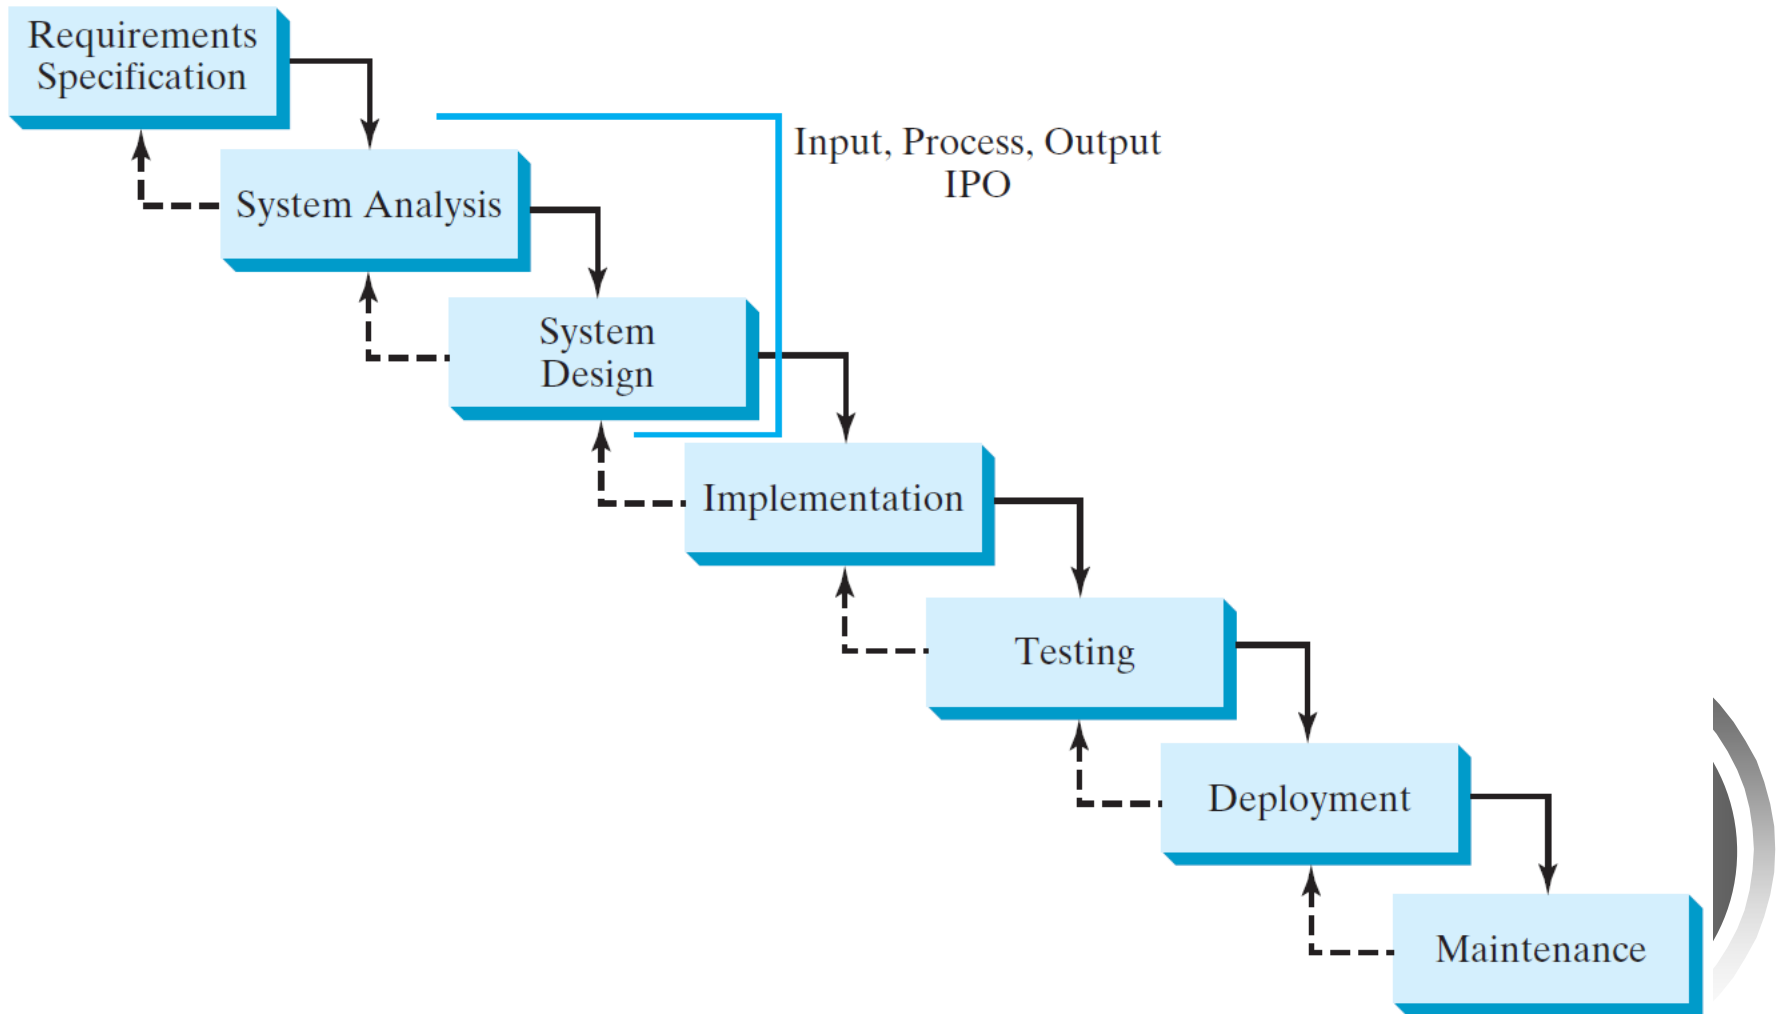 Requirements
Specification
Input, Process, Output
IPO
System Analysis
System
Design
Implementation
Testing
Deployment
Maintenance